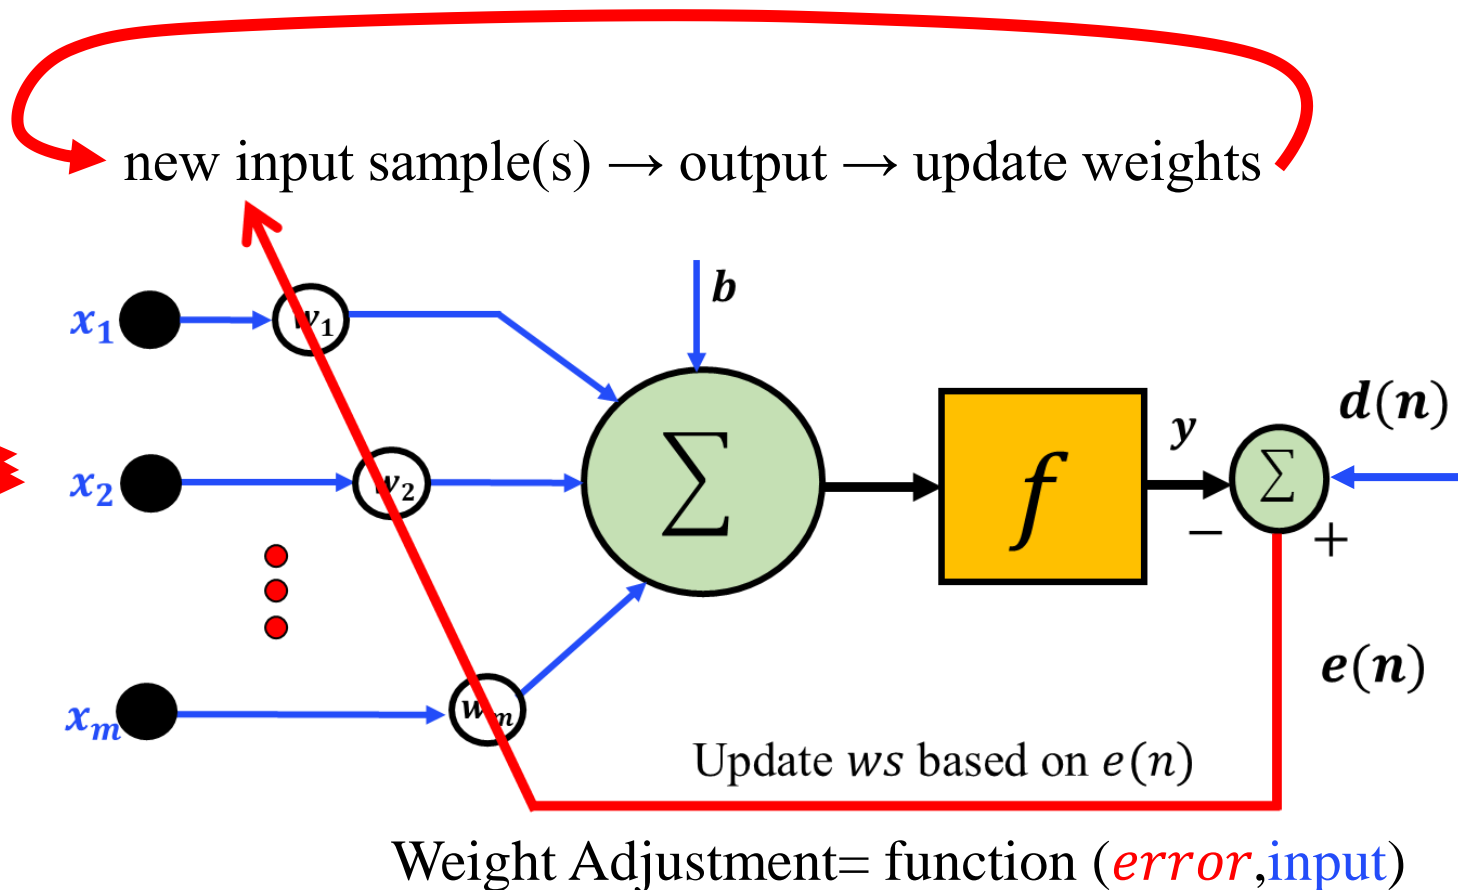 new input sample(s) → output → update weights
b
x₁ w₁
d(n)
y
x₂ w₂ ∑ f ∑
− +
e(n)
xₘ wₘ
Update ws based on e(n)
Weight Adjustment= function (error,input)